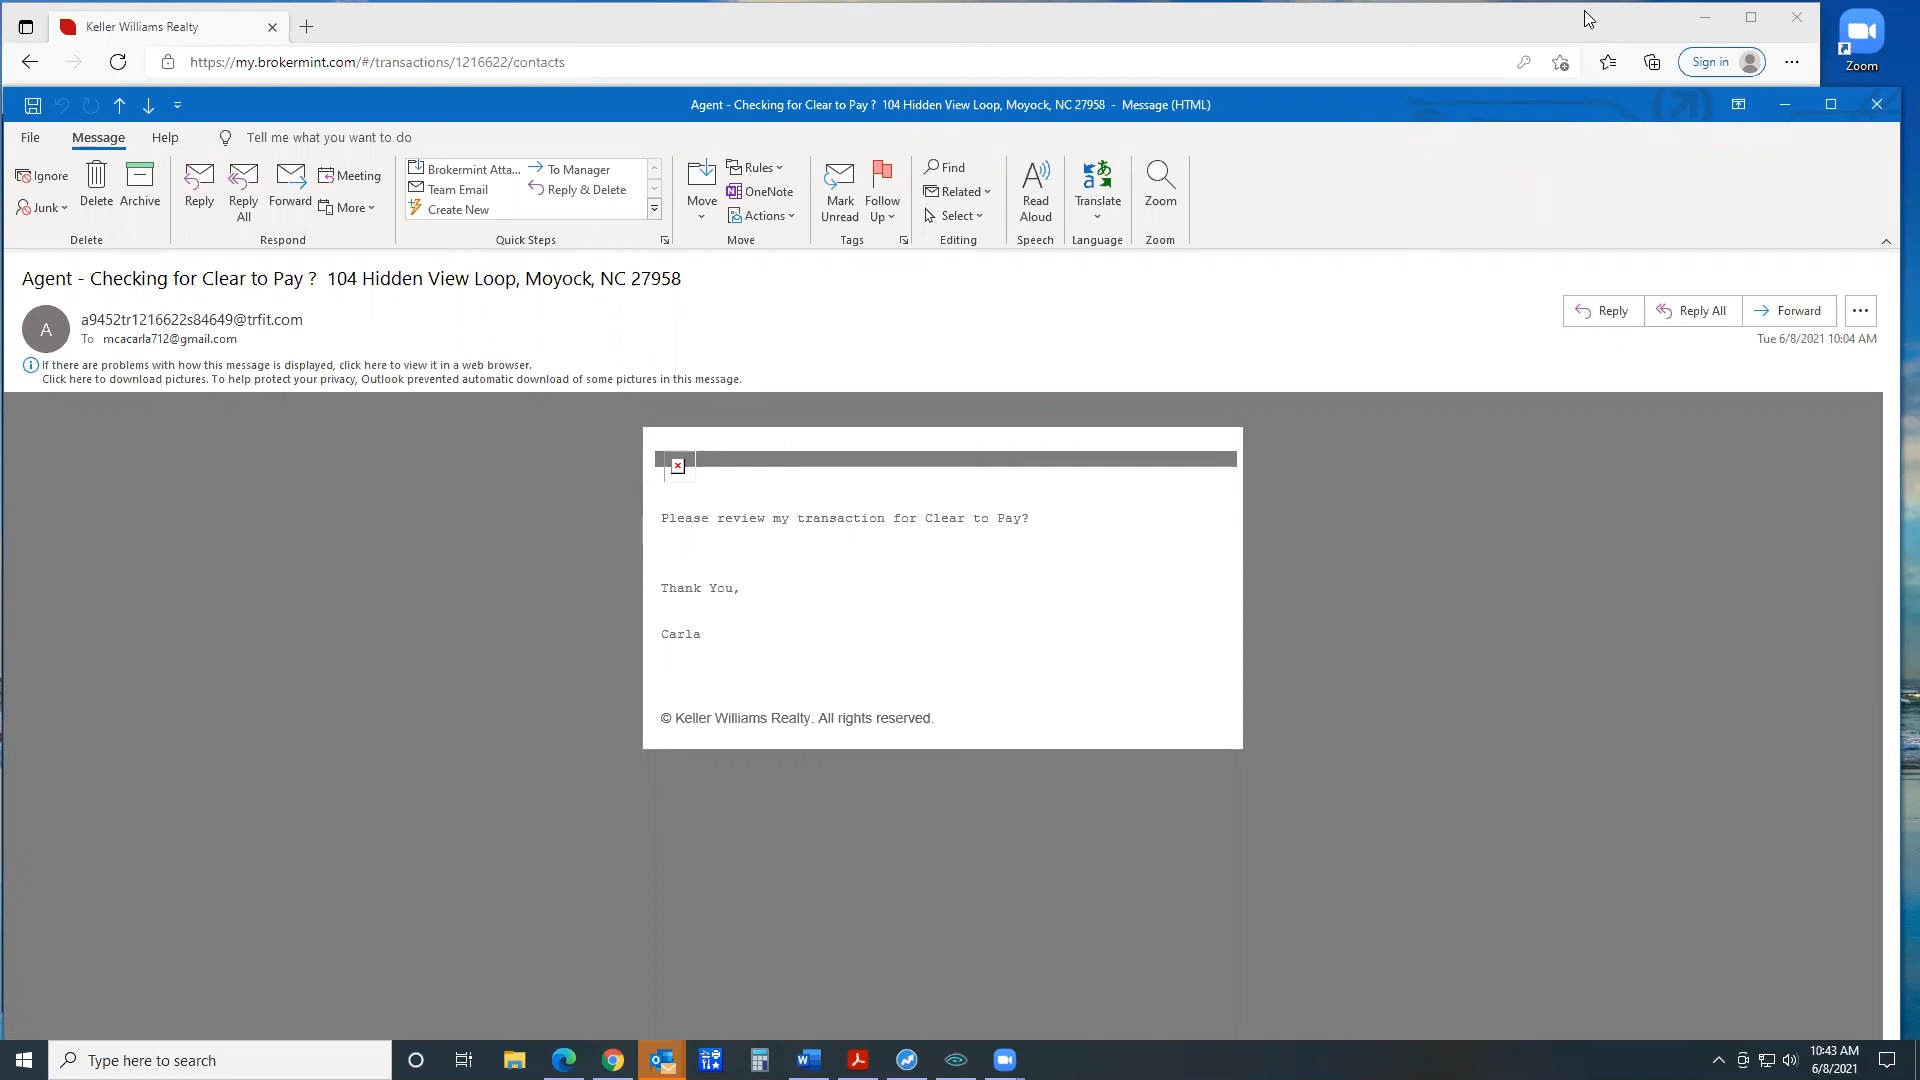 Keller Williams Realty
https://my.brokermint.com/#/transactions/1216622/contacts
Sign in
Zoom
Agent - Checking for Clear to Pay ?  104 Hidden View Loop, Moyock, NC 27958  -  Message (HTML)
File
Message
Help
Tell me what you want to do
Ignore
Junk
Delete
Archive
Delete
Reply
Reply All
Forward
Meeting
More
Respond
Brokermint Atta...
To Manager
Team Email
Reply & Delete
Create New
Quick Steps
Move
Rules
OneNote
Actions
Move
Mark Unread
Follow Up
Tags
Find
Related
Select
Editing
Read Aloud
Speech
Translate
Language
Zoom
Zoom
Agent - Checking for Clear to Pay ?  104 Hidden View Loop, Moyock, NC 27958
A
a9452tr1216622s84649@trfit.com
To mcacarla712@gmail.com
Reply
Reply All
Forward
Tue 6/8/2021 10:04 AM
If there are problems with how this message is displayed, click here to view it in a web browser.
Click here to download pictures. To help protect your privacy, Outlook prevented automatic download of some pictures in this message.
Please review my transaction for Clear to Pay?
Thank You,
Carla
© Keller Williams Realty. All rights reserved.
Type here to search
10:43 AM
6/8/2021